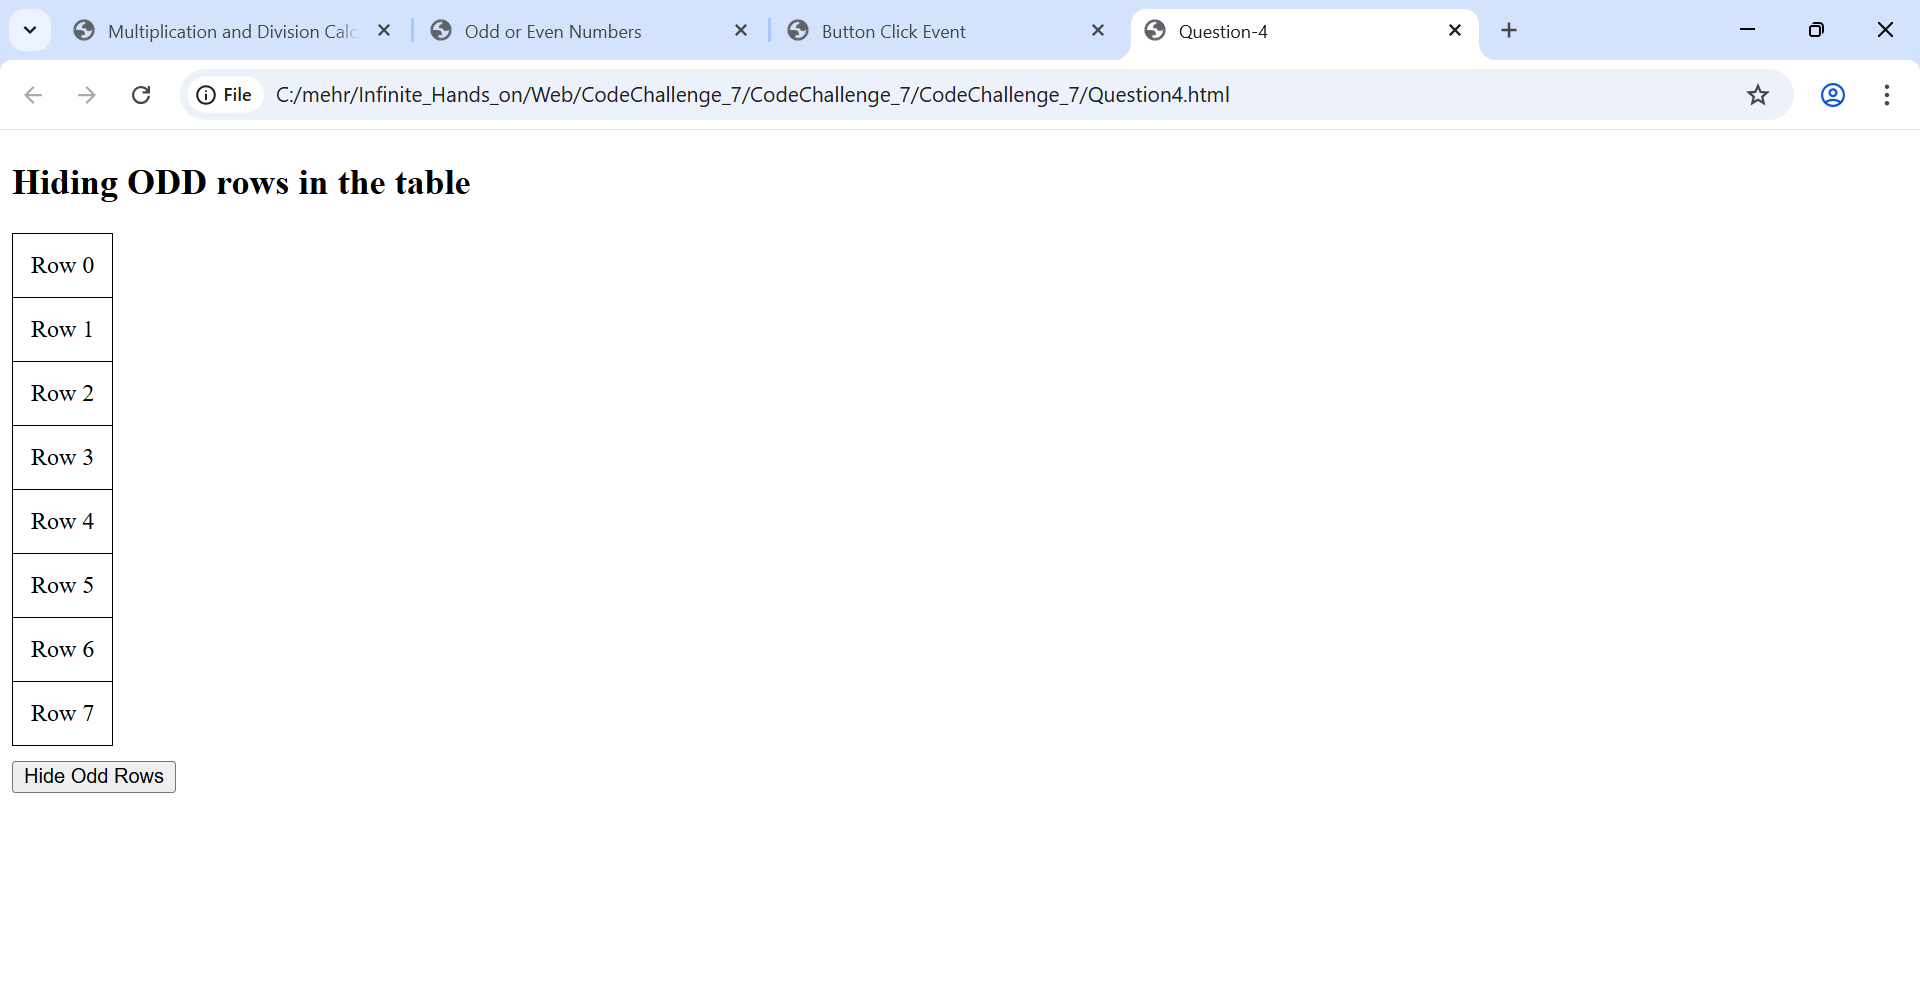 Multiplication and Division Calc
Odd or Even Numbers
Button Click Event
Question-4
File
C:/mehr/Infinite_Hands_on/Web/CodeChallenge_7/CodeChallenge_7/CodeChallenge_7/Question4.html
Hiding ODD rows in the table
Row 0
Row 1
Row 2
Row 3
Row 4
Row 5
Row 6
Row 7
Hide Odd Rows